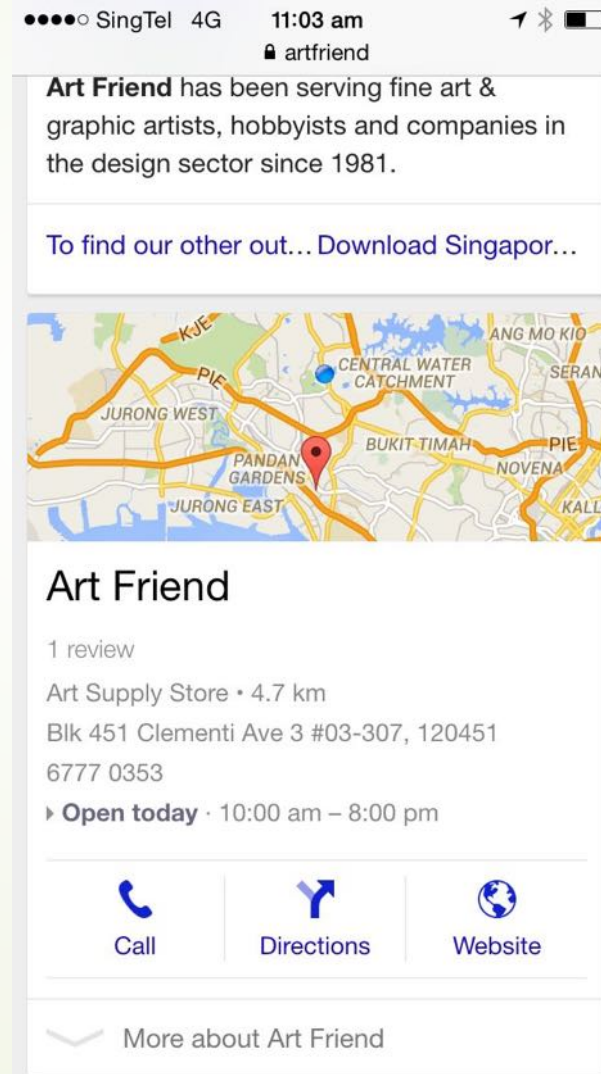 SingTel 4G 11:03 am
artfriend
Art Friend has been serving fine art &
graphic artists, hobbyists and companies in
the design sector since 1981.
To find our other out... Download Singapor...
KJE
ANG MO KIO
PIE
CENTRAL WATER
CATCHMENT
SERAN
JURONG WEST
BUKIT TIMAH
PIE
PANDAN
GARDENS
NOVENA
JURONG EAST
KALL
Art Friend
1 review
Art Supply Store • 4.7 km
Blk 451 Clementi Ave 3 #03-307, 120451
6777 0353
Open today · 10:00 am – 8:00 pm
Call Directions Website
More about Art Friend